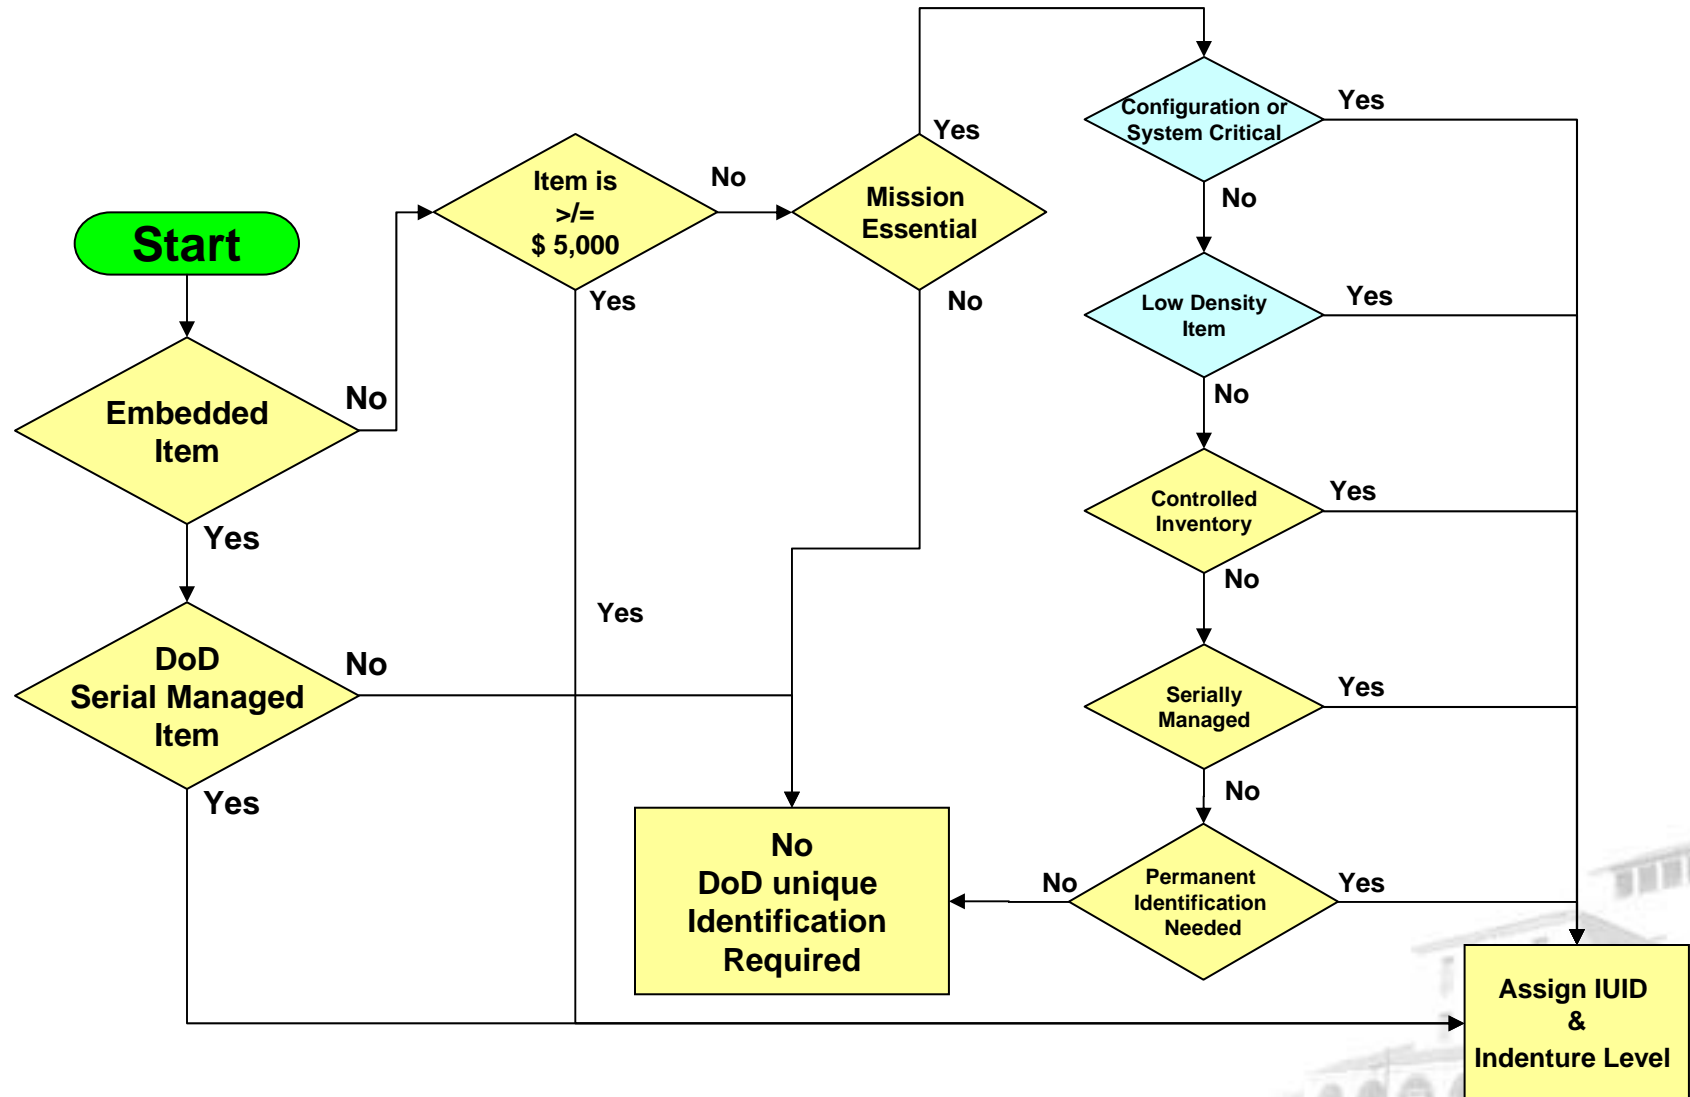 Start
Embedded
Item
No
Yes
DoD
Serial Managed
Item
No
Yes
Item is
>/=
$ 5,000
No
Yes
Yes
Mission
Essential
Yes
No
No
DoD unique
Identification
Required
Configuration or
System Critical
Yes
No
Low Density
Item
Yes
No
Controlled
Inventory
Yes
No
Serially
Managed
Yes
No
Permanent
Identification
Needed
No
Yes
Assign IUID
&
Indenture Level